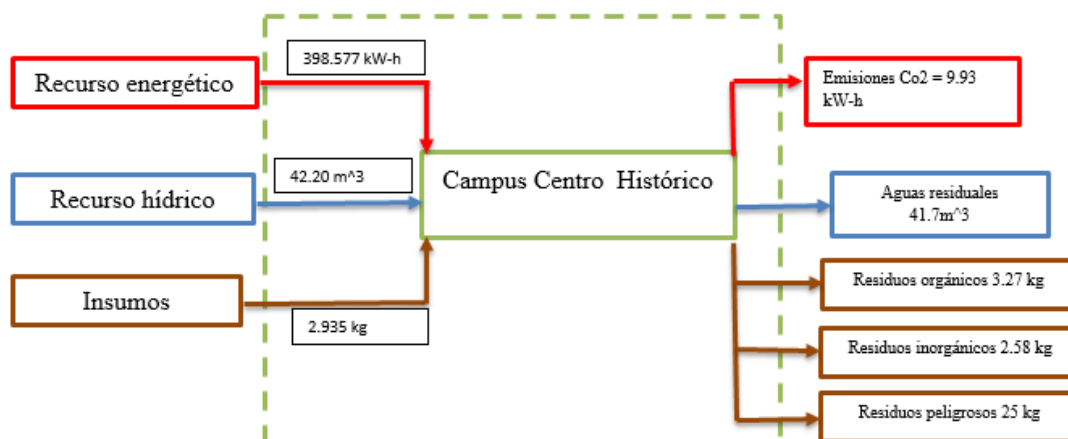 398.577 kW-h
Recurso energético
Emisiones Co2 = 9.93
kW-h
42.20 m^3
Recurso hídrico
Campus Centro Histórico
Aguas residuales
41.7m^3
Insumos
2.935 kg
Residuos orgánicos 3.27 kg
Residuos inorgánicos 2.58 kg
Residuos peligrosos 25 kg